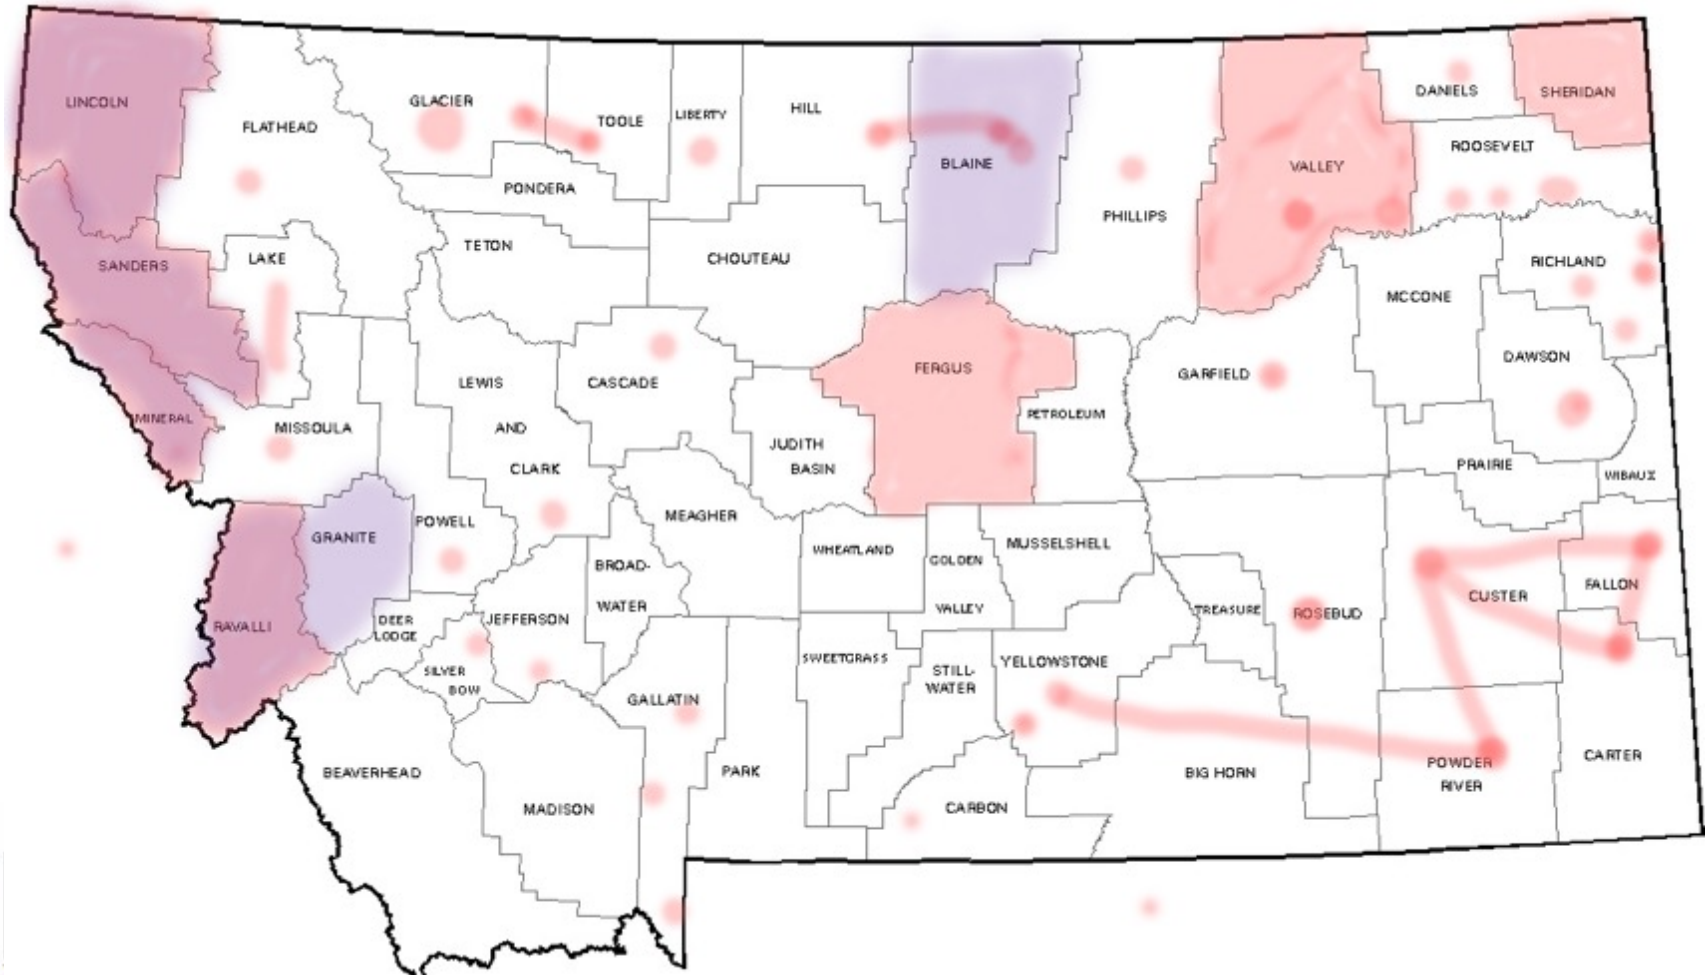 LINCOLN
FLATHEAD
GLACIER
TOOLE
LIBERTY
HILL
BLAINE
PHILLIPS
VALLEY
DANIELS
SHERIDAN
ROOSEVELT
PONDERA
TETON
CHOUTEAU
SANDERS
LAKE
RICHLAND
MCCONE
DAWSON
GARFIELD
FERGUS
PETROLEUM
CASCADE
JUDITH
BASIN
LEWIS
AND
CLARK
MINERAL
MISSOULA
PRAIRIE
WIBAUX
MEAGHER
POWELL
GRANITE
WHEATLAND
GOLDEN
VALLEY
MUSSELSHELL
BROAD-
WATER
RAVALLI
DEER
LODGE
JEFFERSON
TREASURE
ROSEBUD
CUSTER
FALLON
SILVER
BOW
SWEETGRASS
STILL-
WATER
YELLOWSTONE
GALLATIN
BEAVERHEAD
MADISON
PARK
CARBON
BIG HORN
POWDER
RIVER
CARTER